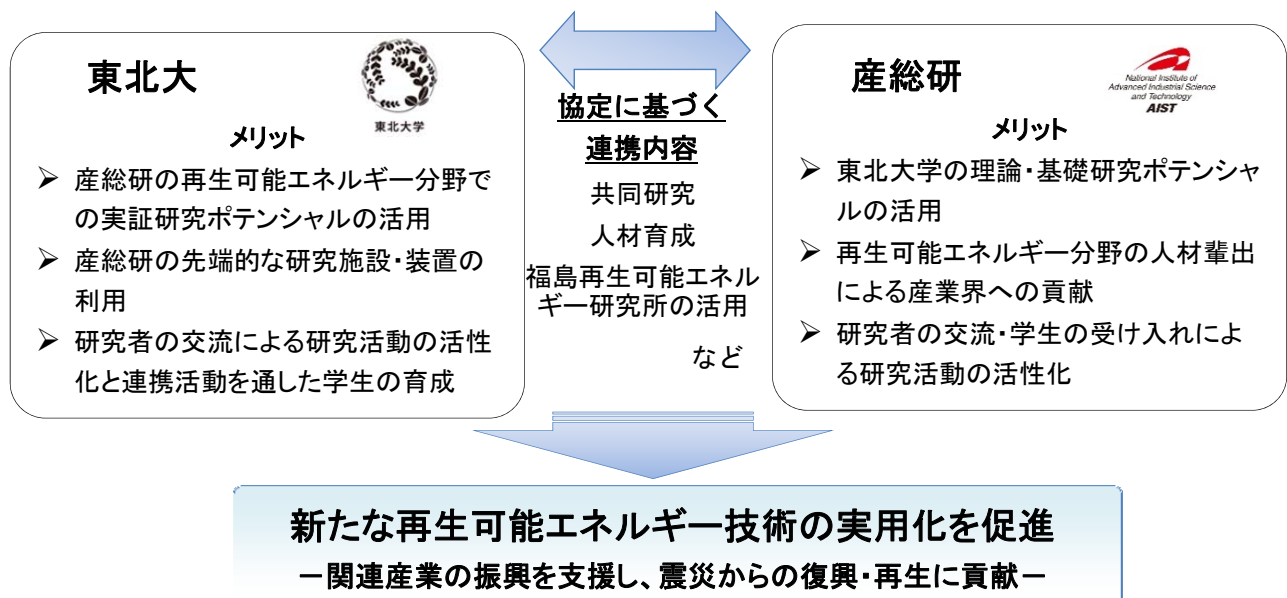 東北大
東北大学
メリット
➢ 産総研の再生可能エネルギー分野で
の実証研究ポテンシャルの活用
➢ 産総研の先端的な研究施設・装置の
利用
➢ 研究者の交流による研究活動の活性
化と連携活動を通した学生の育成
協定に基づく
連携内容
共同研究
人材育成
福島再生可能エネル
ギー研究所の活用
など
産総研
National Institute of
Advanced Industrial Science
and Technology
AIST
メリット
➢ 東北大学の理論・基礎研究ポテンシャ
ルの活用
➢ 再生可能エネルギー分野の人材輩出
による産業界への貢献
➢ 研究者の交流・学生の受け入れによ
る研究活動の活性化
新たな再生可能エネルギー技術の実用化を促進
－関連産業の振興を支援し、震災からの復興・再生に貢献－